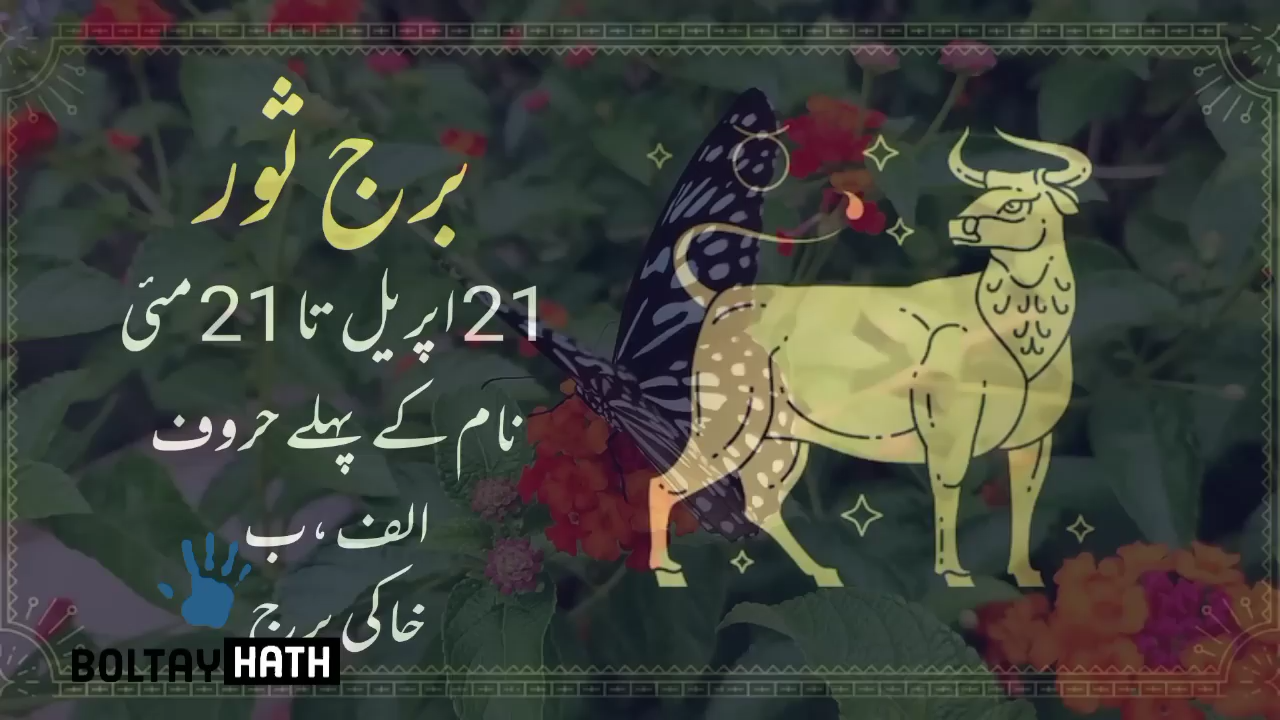 برج ثور
21 اپریل تا 21 مئی
نام کے پہلے حروف
الف ، ب
خاکی برج
BOLTAY HATH